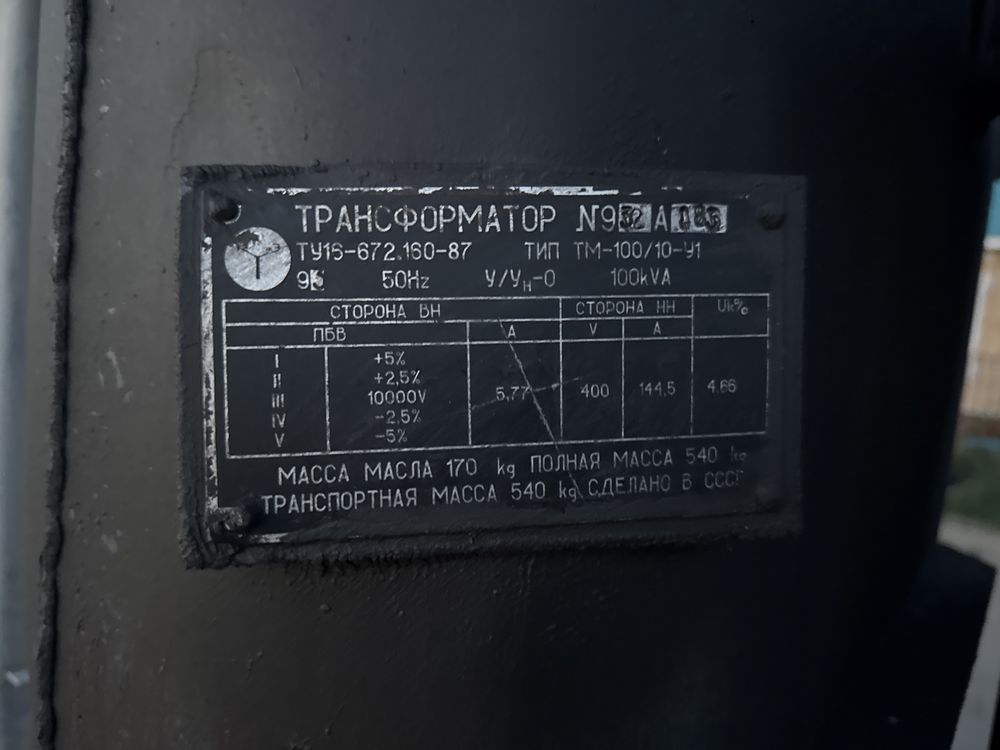 ТРАНСФОРМАТОР
ТУ16-672.160-87 ТИП ТМ-100/10-У1
50Hz У/Ун-0 100kVA
СТОРОНА ВН СТОРОНА НН Uk%
ПБВ А V А
I +5%
II +2,5%
III 10000V 5,77 400 144,5 4.66
IV -2,5%
V -5%
МАССА МАСЛА 170 kg ПОЛНАЯ МАССА 540 kg
ТРАНСПОРТНАЯ МАССА 540 kg СДЕЛАНО В СССР